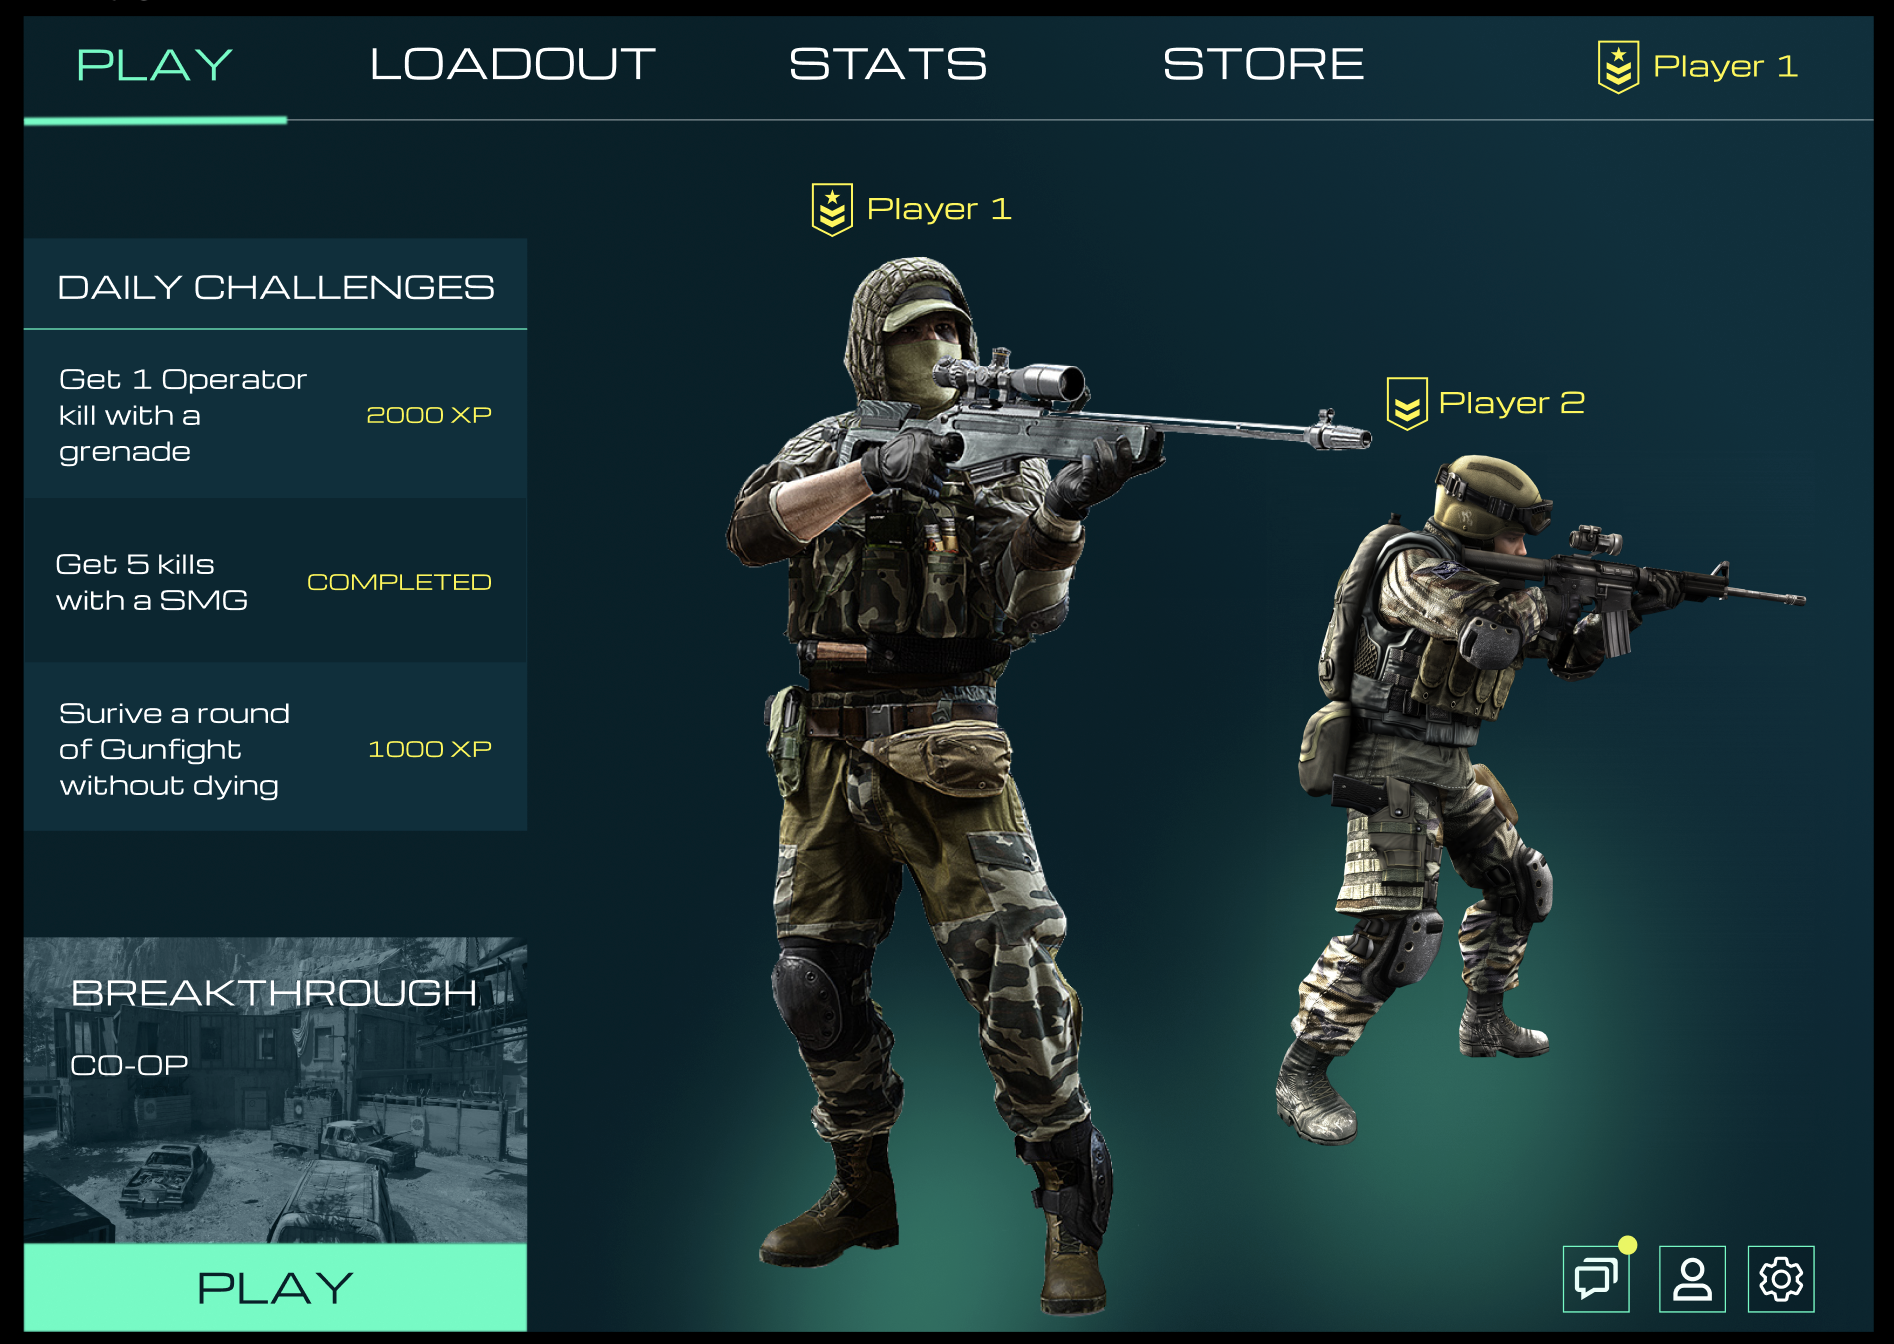 PLAY
LOADOUT
STATS
STORE
Player 1
Player 1
Player 2
DAILY CHALLENGES
Get 1 Operator
kill with a
grenade
2000 XP
Get 5 kills
with a SMG
COMPLETED
Surive a round
of Gunfight
without dying
1000 XP
BREAKTHROUGH
CO-OP
PLAY